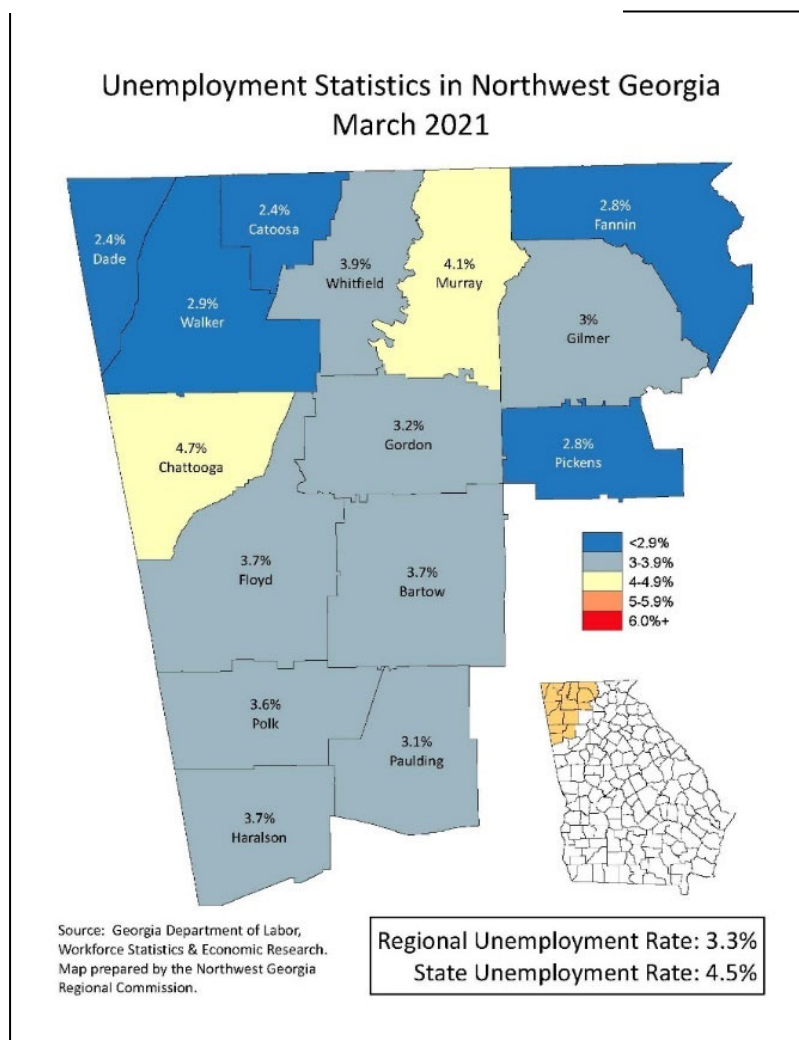 Unemployment Statistics in Northwest Georgia
March 2021
2.4%
Dade
2.4%
Catoosa
2.9%
Walker
3.9%
Whitfield
4.1%
Murray
2.8%
Fannin
3%
Gilmer
4.7%
Chattooga
3.2%
Gordon
2.8%
Pickens
3.7%
Floyd
3.7%
Bartow
<2.9%
3-3.9%
4-4.9%
5-5.9%
6.0%+
3.6%
Polk
3.1%
Paulding
3.7%
Haralson
Source: Georgia Department of Labor,
Workforce Statistics & Economic Research.
Map prepared by the Northwest Georgia
Regional Commission.
Regional Unemployment Rate: 3.3%
State Unemployment Rate: 4.5%